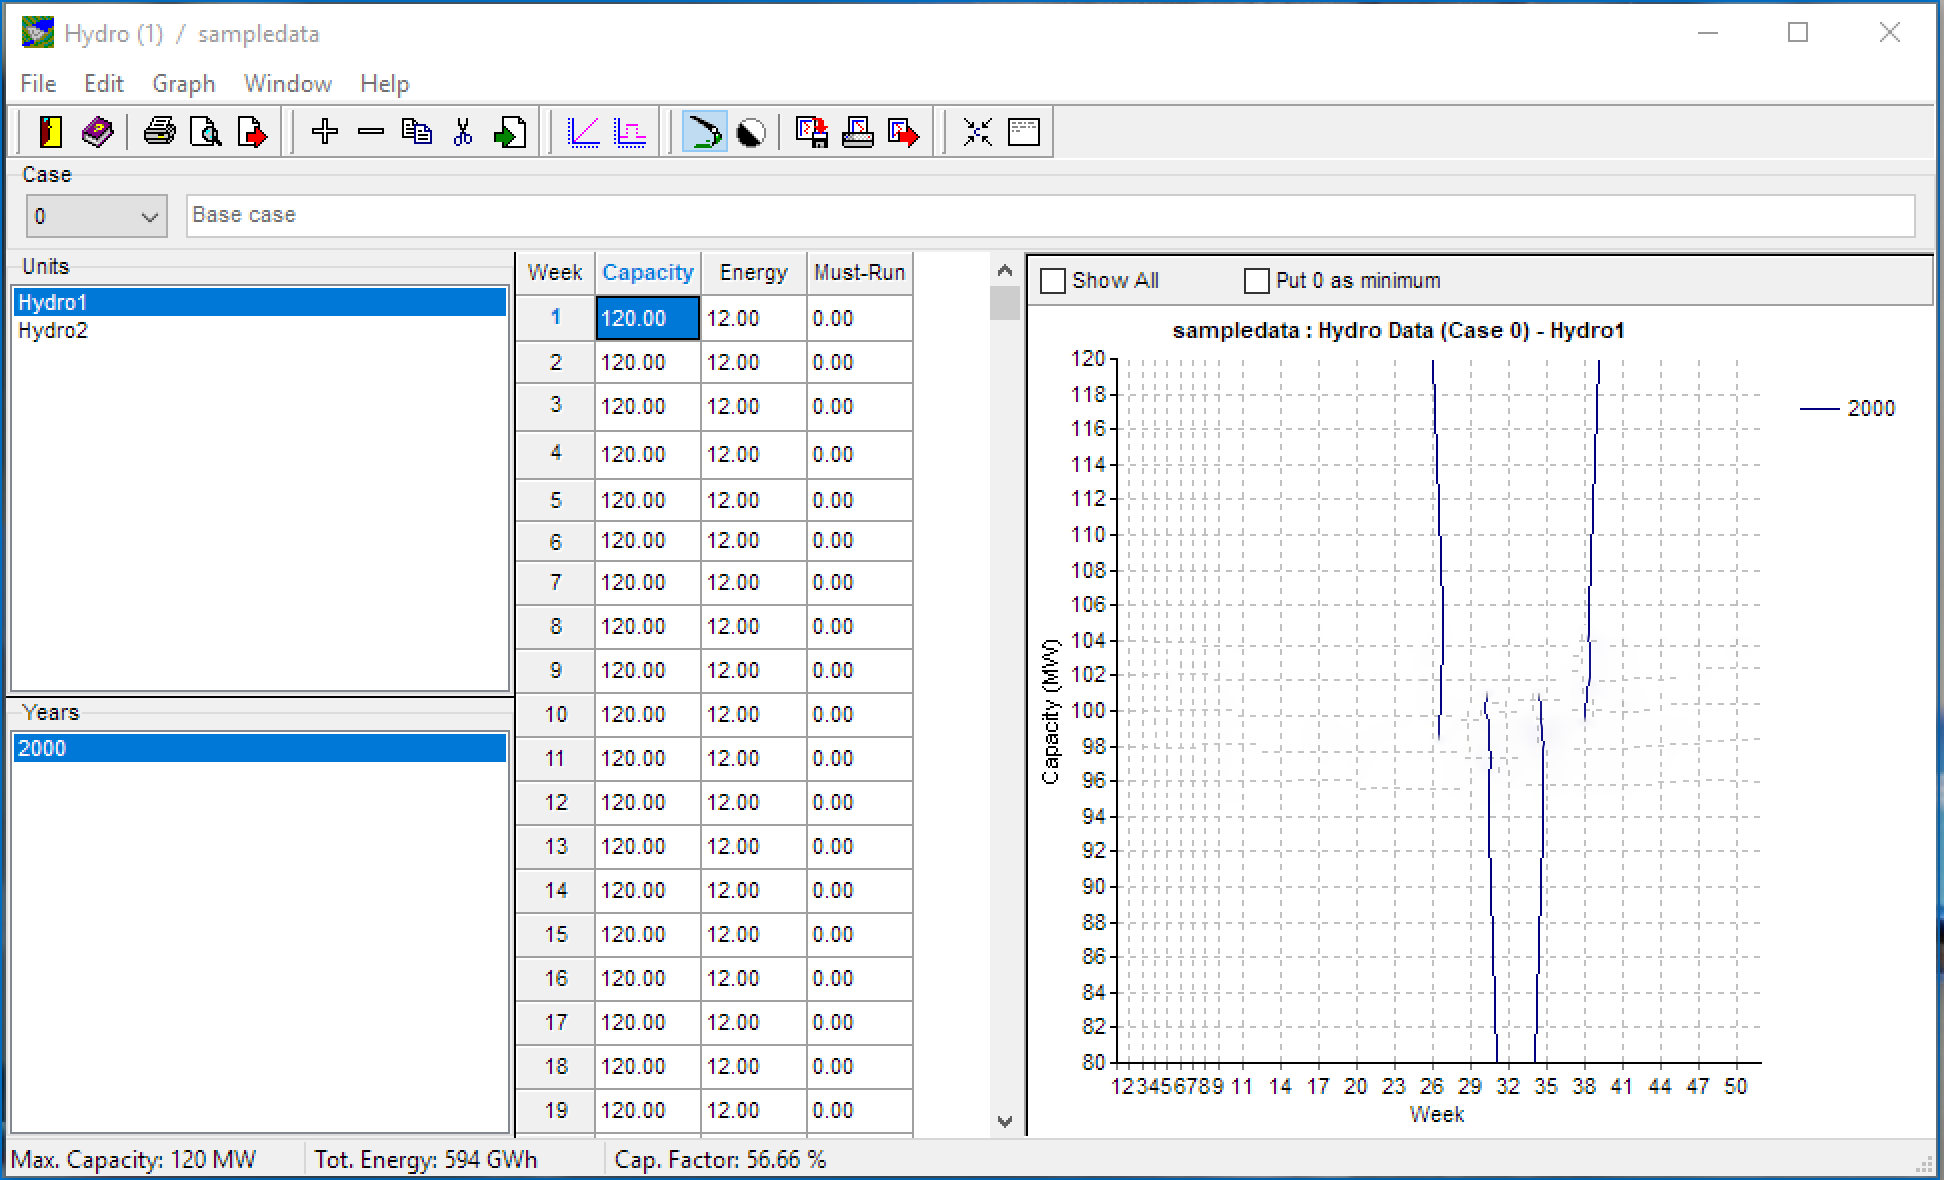 Hydro (1) / sampledata
File Edit Graph Window Help
Case
0 Base case
Units
Hydro1
Hydro2
Years
2000
Week Capacity Energy Must-Run
1 120.00 12.00 0.00
2 120.00 12.00 0.00
3 120.00 12.00 0.00
4 120.00 12.00 0.00
5 120.00 12.00 0.00
6 120.00 12.00 0.00
7 120.00 12.00 0.00
8 120.00 12.00 0.00
9 120.00 12.00 0.00
10 120.00 12.00 0.00
11 120.00 12.00 0.00
12 120.00 12.00 0.00
13 120.00 12.00 0.00
14 120.00 12.00 0.00
15 120.00 12.00 0.00
16 120.00 12.00 0.00
17 120.00 12.00 0.00
18 120.00 12.00 0.00
19 120.00 12.00 0.00
Show All Put 0 as minimum
sampledata : Hydro Data (Case 0) - Hydro1
120
118
116
114
112
110
108
106
104
102
100
98
96
94
92
90
88
86
84
82
80
Capacity (MW)
2000
1 2 3 4 5 6 7 8 9 11 14 17 20 23 26 29 32 35 38 41 44 47 50
Week
Max. Capacity: 120 MW Tot. Energy: 594 GWh Cap. Factor: 56.66 %